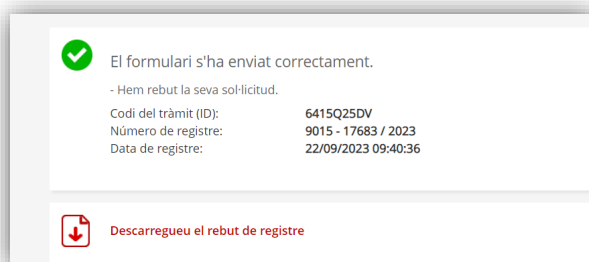 El formulari s'ha enviat correctament.
- Hem rebut la seva sol·licitud.
Codi del tràmit (ID): 6415Q25DV
Número de registre: 9015 - 17683 / 2023
Data de registre: 22/09/2023 09:40:36
Descarregueu el rebut de registre